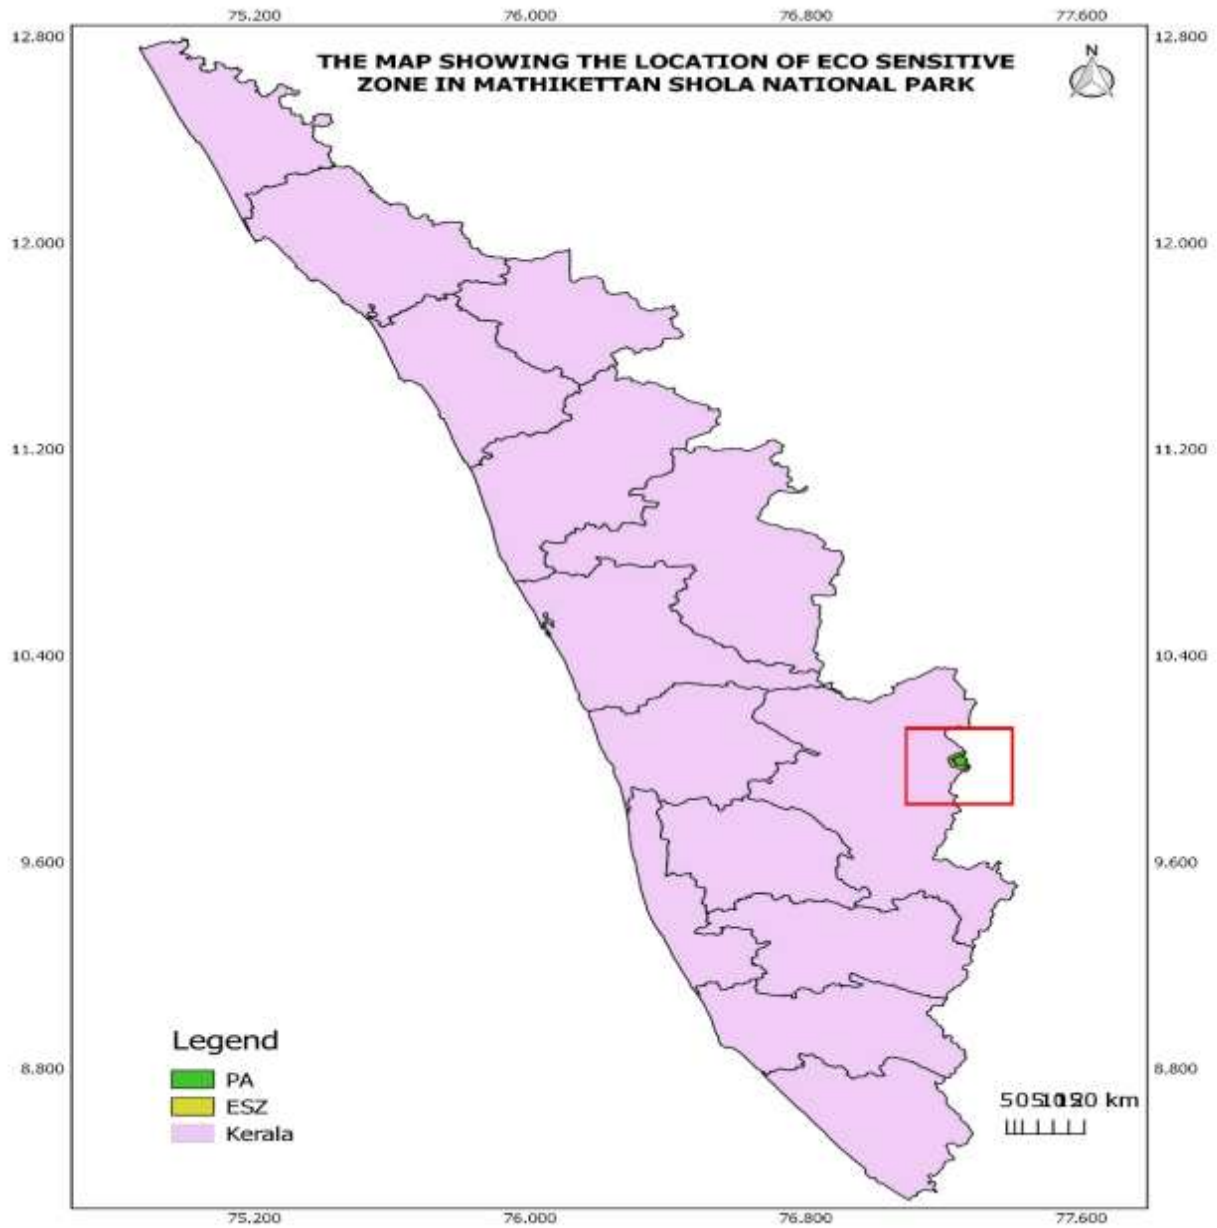 75.200 76.000 76.800 77.600
12.800 12.800
THE MAP SHOWING THE LOCATION OF ECO SENSITIVE
ZONE IN MATHIKETTAN SHOLA NATIONAL PARK
N
12.000 12.000
11.200 11.200
10.400 10.400
9.600 9.600
8.800 8.800
Legend
PA
ESZ
Kerala
km
75.200 76.000 76.800 77.600